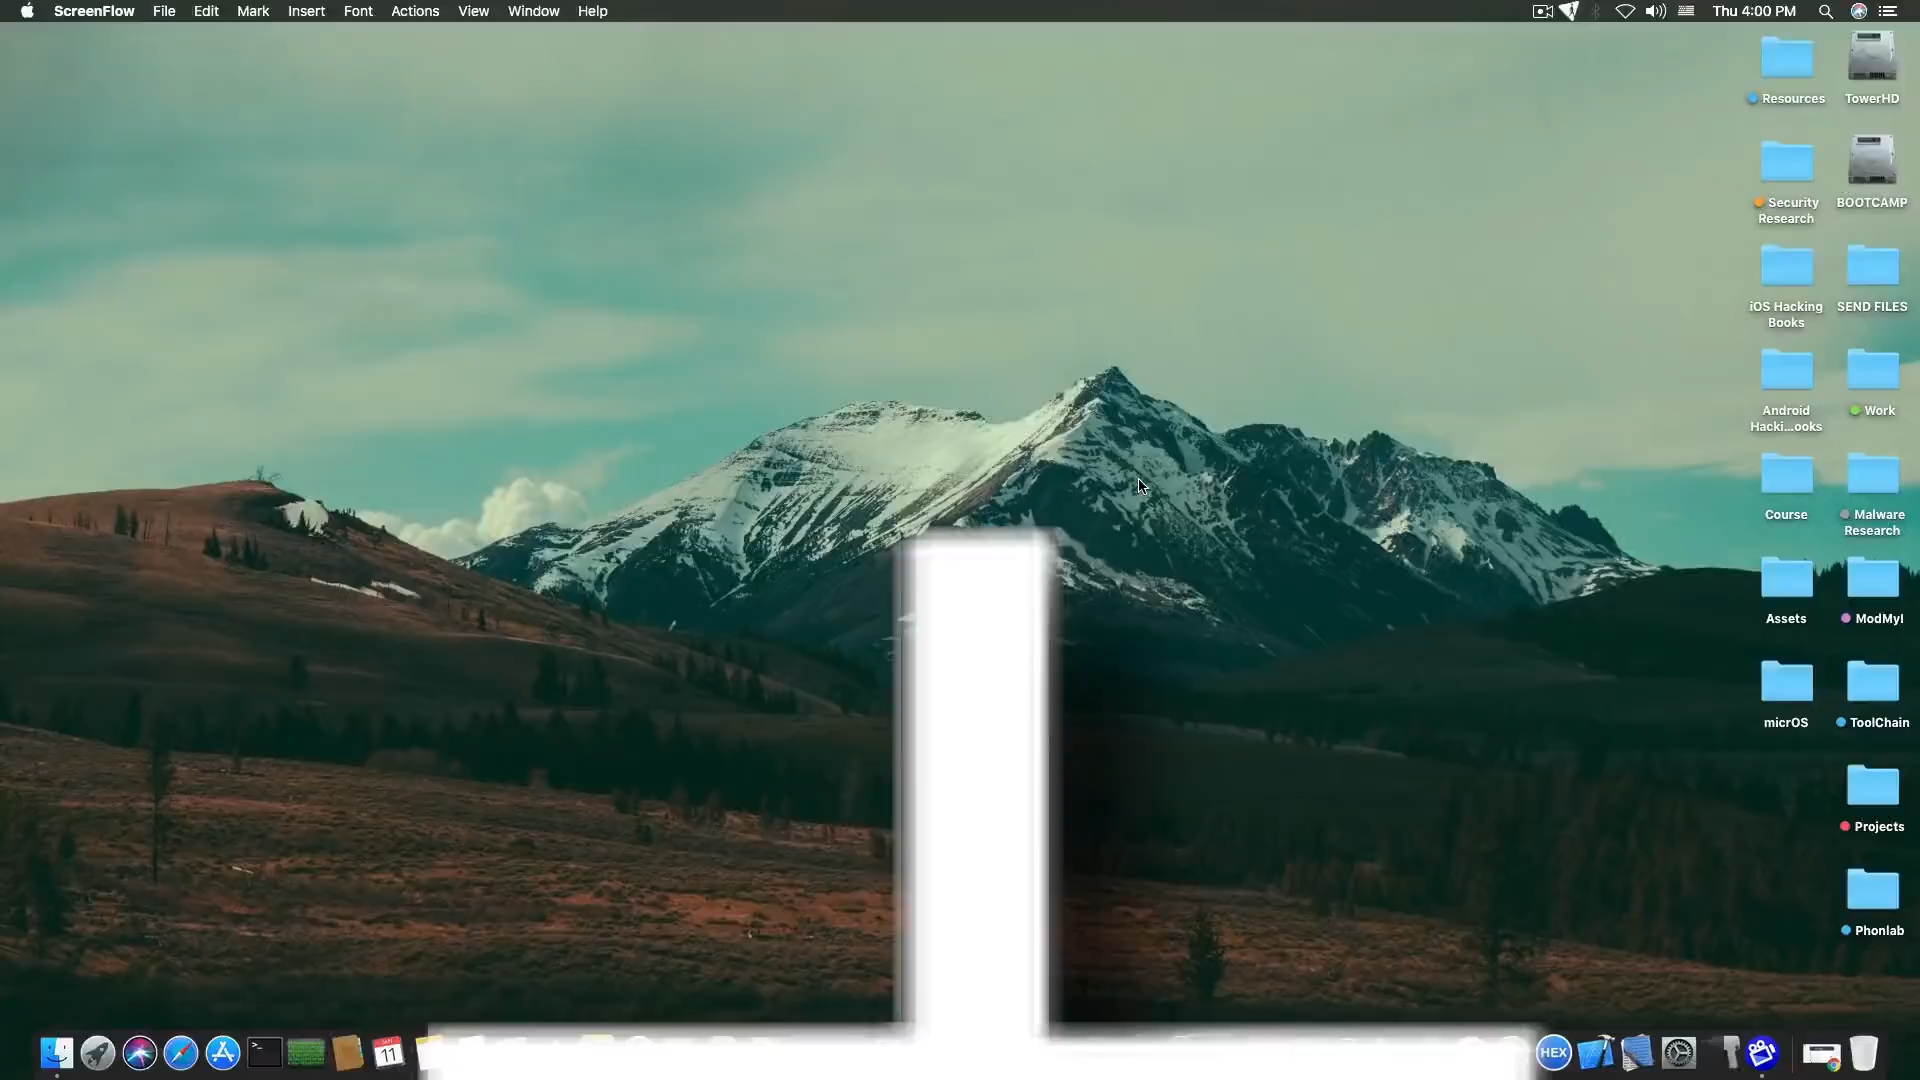 ScreenFlow File Edit Mark Insert Font Actions View Window Help Thu 4:00 PM
Resources
TowerHD
Security Research
BOOTCAMP
iOS Hacking Books
SEND FILES
Android Hacki...ooks
Work
Course
Malware Research
Assets
ModMyI
micrOS
ToolChain
Projects
Phonlab
>_
11
HEX